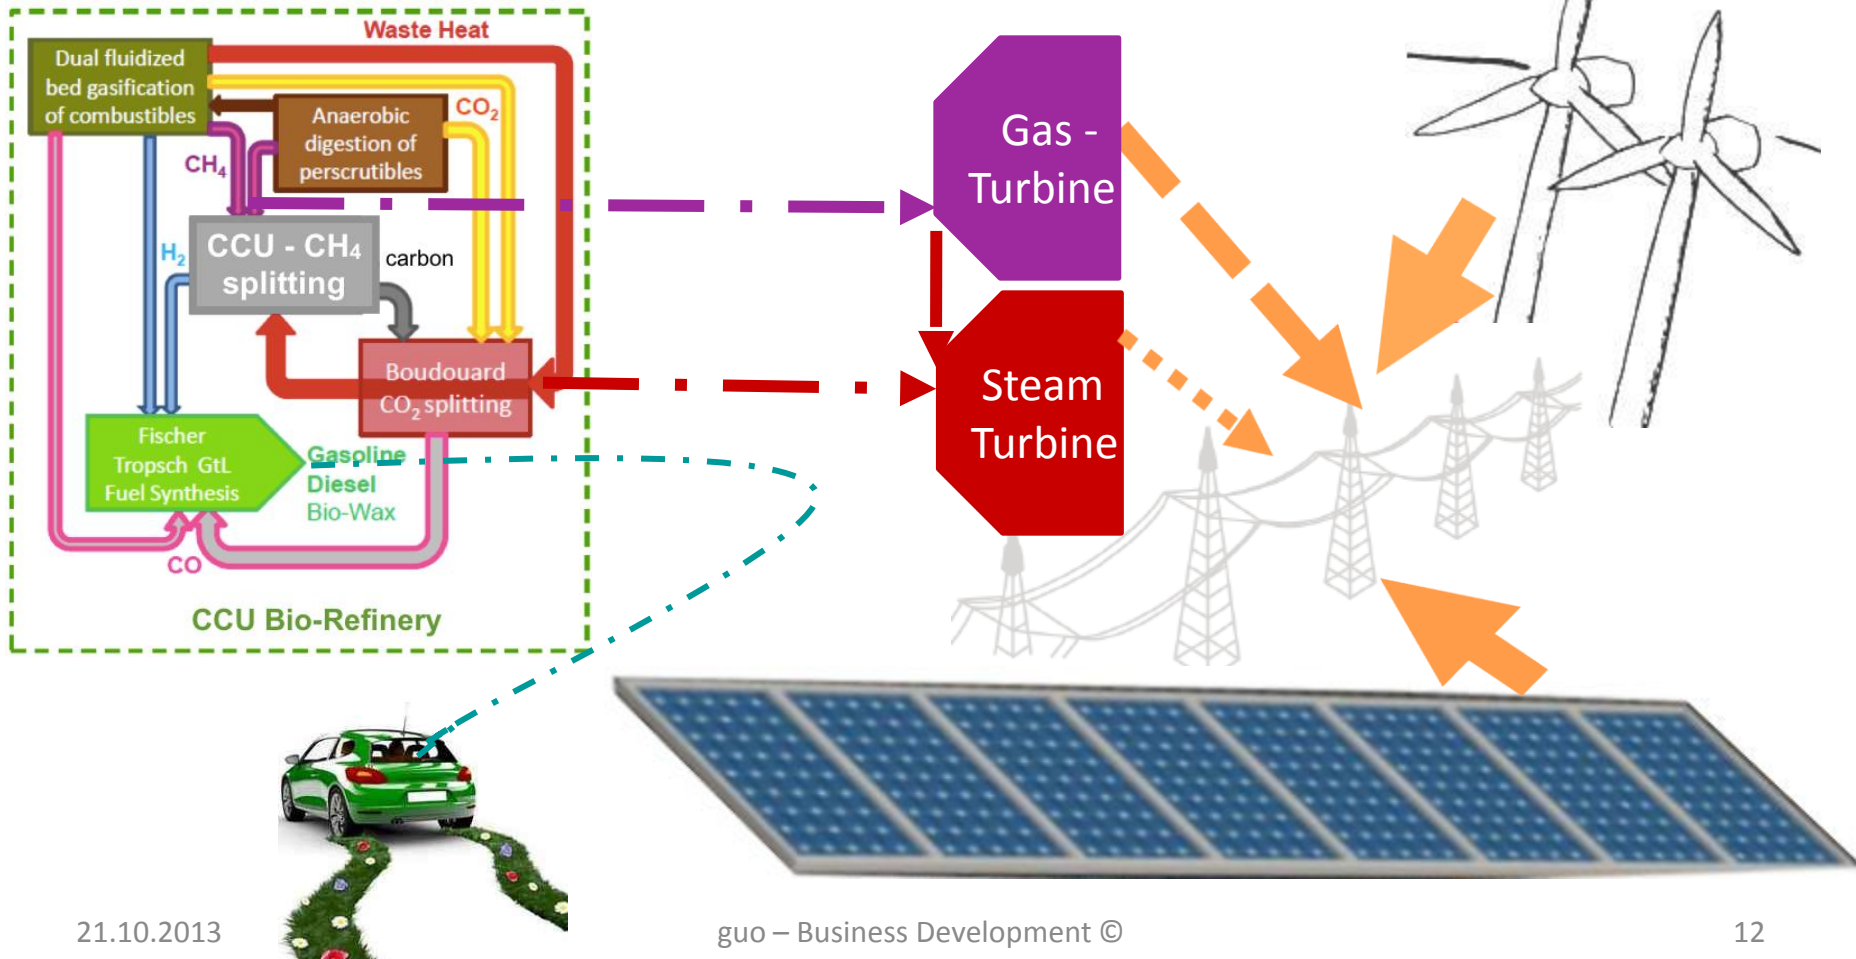 Waste Heat
Dual fluidized
bed gasification
of combustibles
CO₂
Anaerobic
digestion of
perscrutibles
CH₄
CCU - CH₄
splitting
H₂
carbon
Boudouard
CO₂ splitting
Fischer
Tropsch GtL
Fuel Synthesis
Gasoline
Diesel
Bio-Wax
CO
CCU Bio-Refinery
Gas -
Turbine
Steam
Turbine
21.10.2013
guo – Business Development ©
12